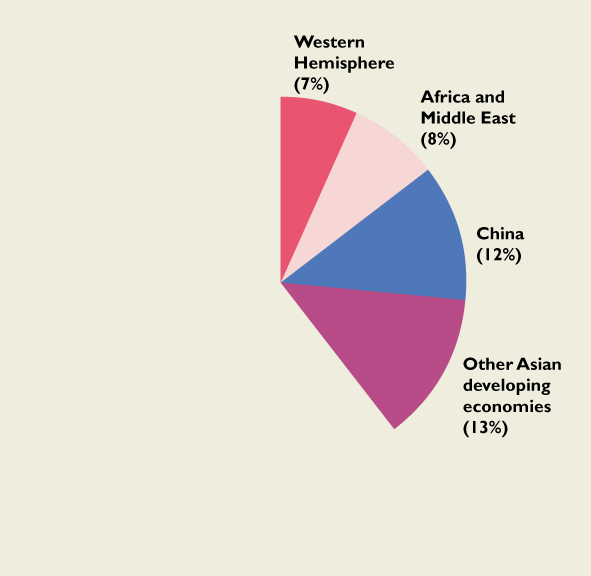 Western
Hemisphere
(7%)
Africa and
Middle East
(8%)
China
(12%)
Other Asian
developing
economies
(13%)